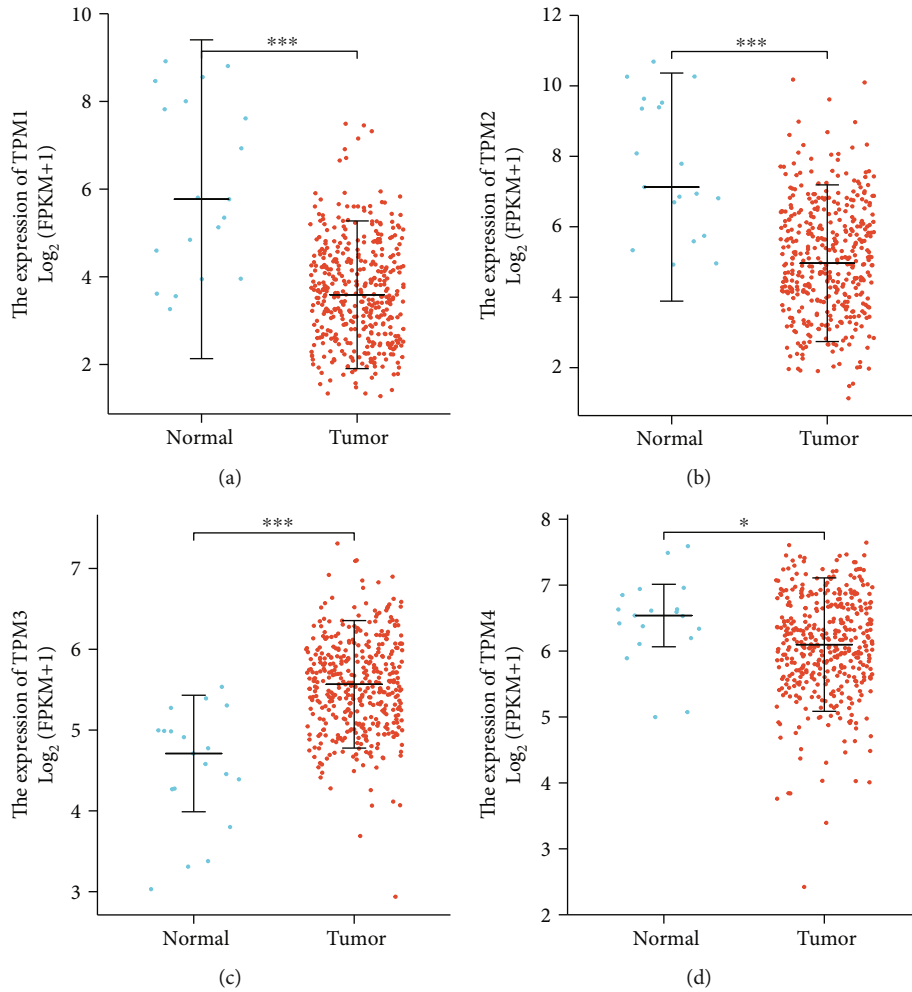 The expression of TPM1
Log₂ (FPKM+1)
10
8
6
4
2
***
Normal
Tumor
(a)
The expression of TPM2
Log₂ (FPKM+1)
12
10
8
6
4
2
***
Normal
Tumor
(b)
The expression of TPM3
Log₂ (FPKM+1)
7
6
5
4
3
***
Normal
Tumor
(c)
The expression of TPM4
Log₂ (FPKM+1)
8
7
6
5
4
3
2
*
Normal
Tumor
(d)